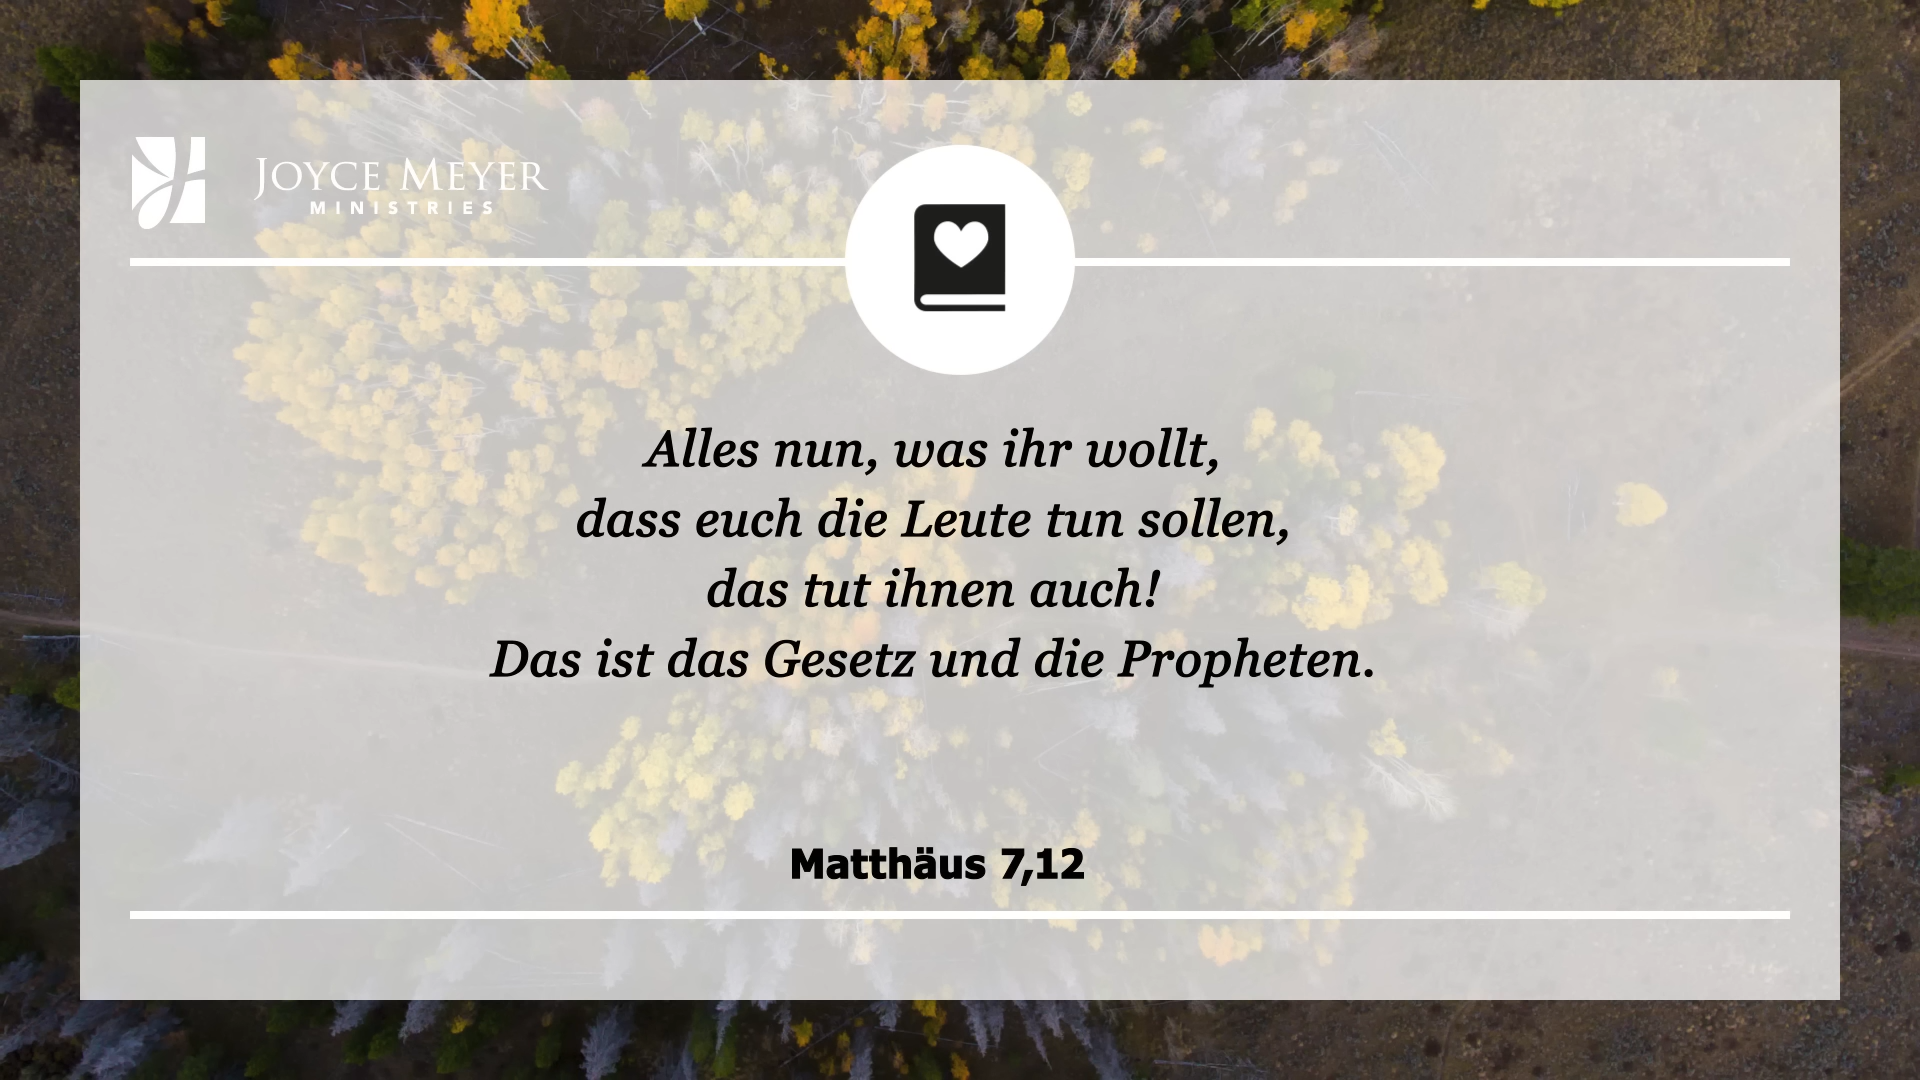 JOYCE MEYER
MINISTRIES
Alles nun, was ihr wollt,
dass euch die Leute tun sollen,
das tut ihnen auch!
Das ist das Gesetz und die Propheten.
Matthäus 7,12